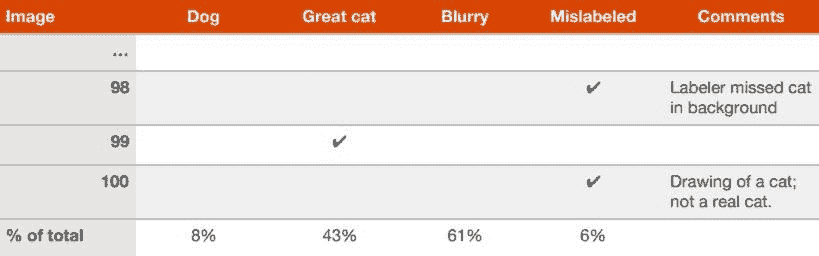 Image Dog Great cat Blurry Mislabeled Comments
...
98 ✔ Labeler missed cat
in background
99 ✔
100 ✔ Drawing of a cat;
not a real cat.
% of total 8% 43% 61% 6%